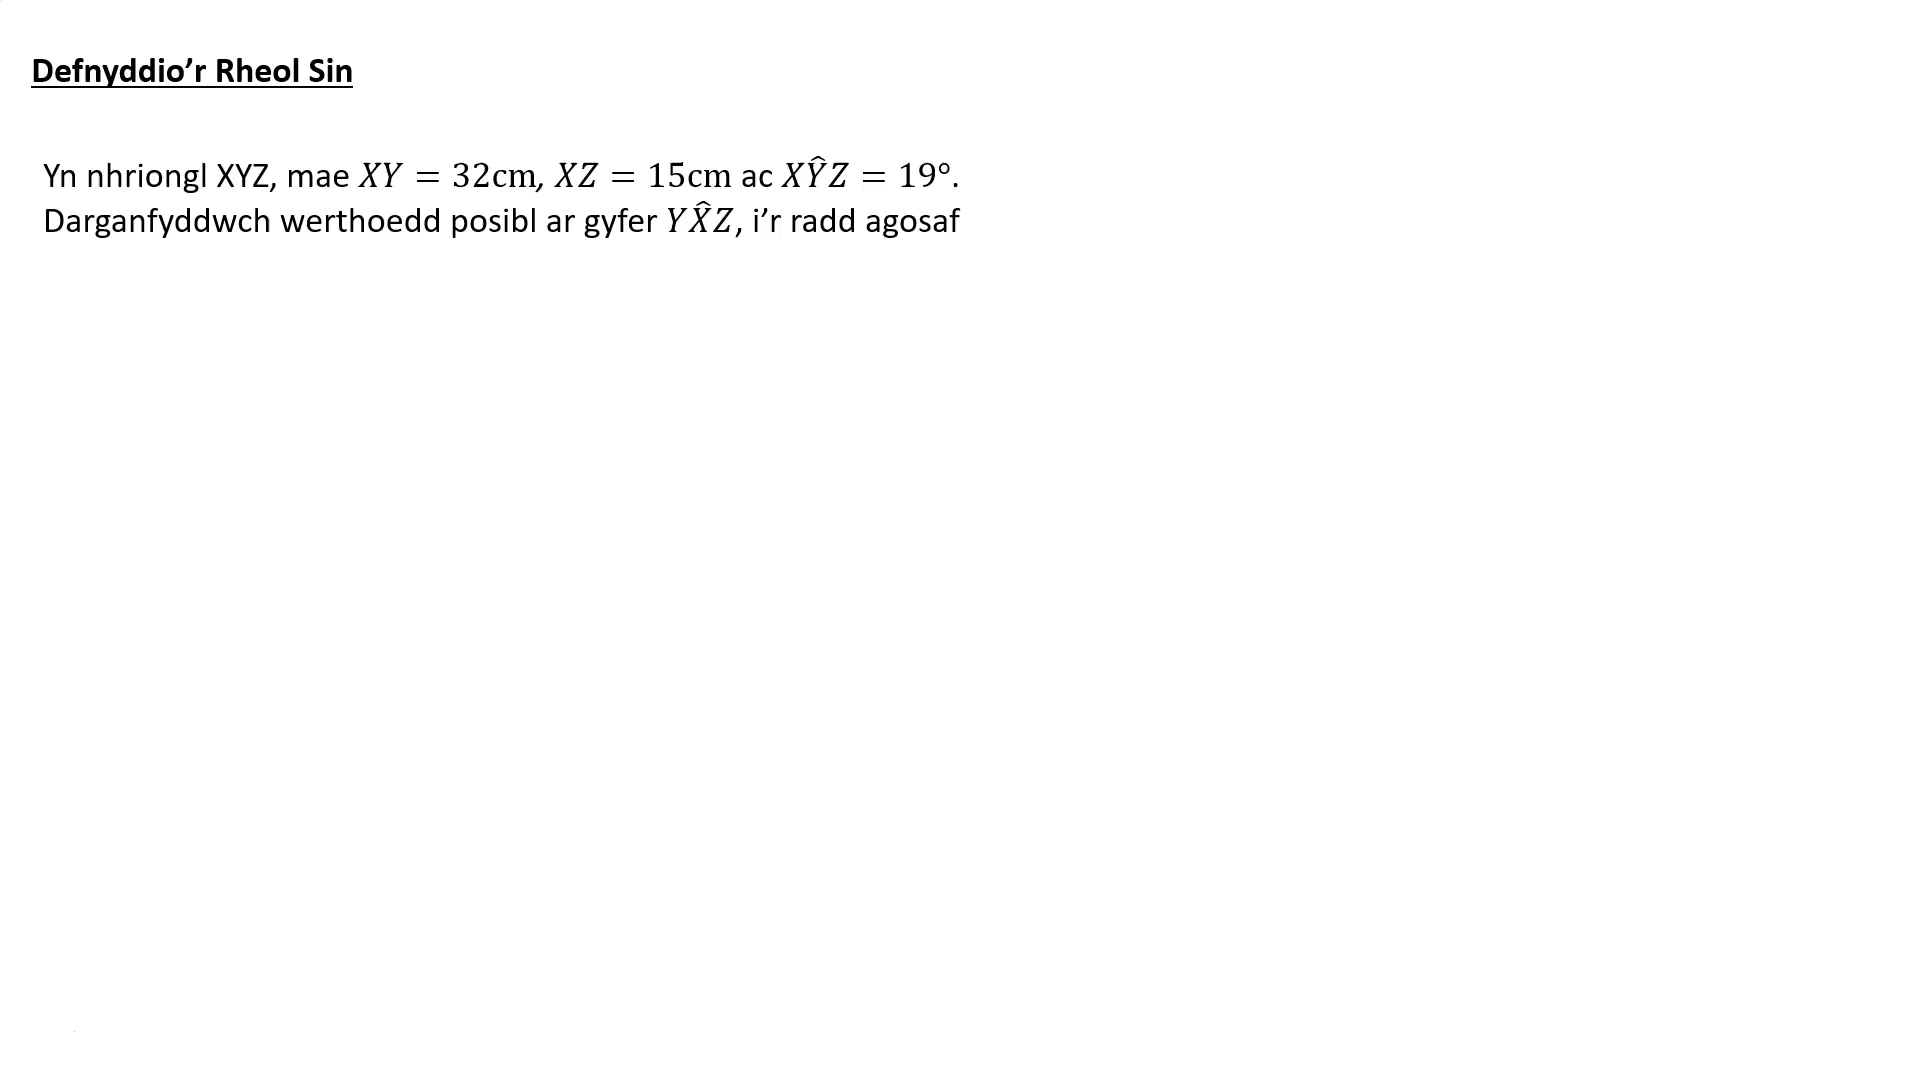 Defnyddio’r Rheol Sin
Yn nhriongl XYZ, mae XY = 32cm, XZ = 15cm ac XŶZ = 19°.
Darganfyddwch werthoedd posibl ar gyfer YX̂Z, i’r radd agosaf